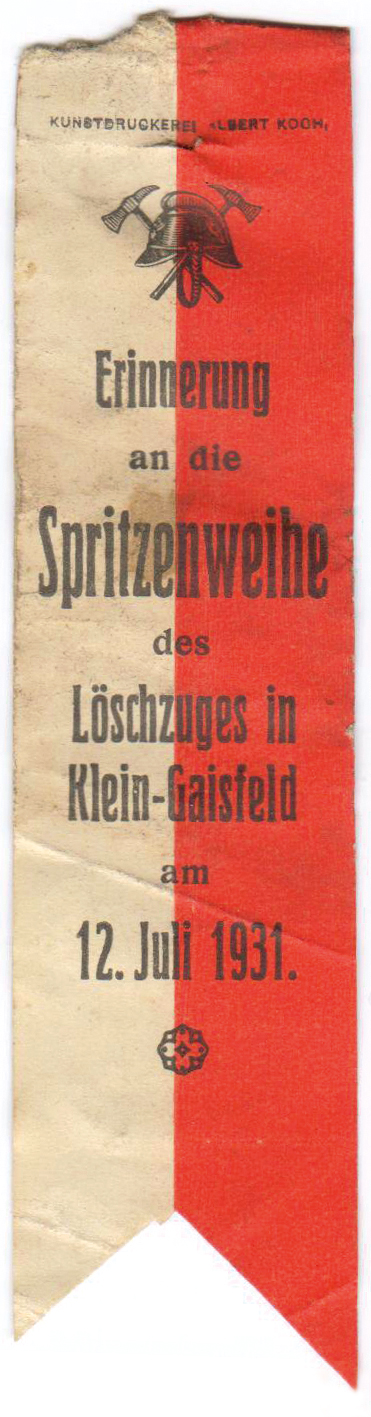 KUNSTDRUCKEREI ALBERT KOCH,
Erinnerung
an die
Spritzenweihe
des
Löschzuges in
Klein-Gaisfeld
am
12. Juli 1931.